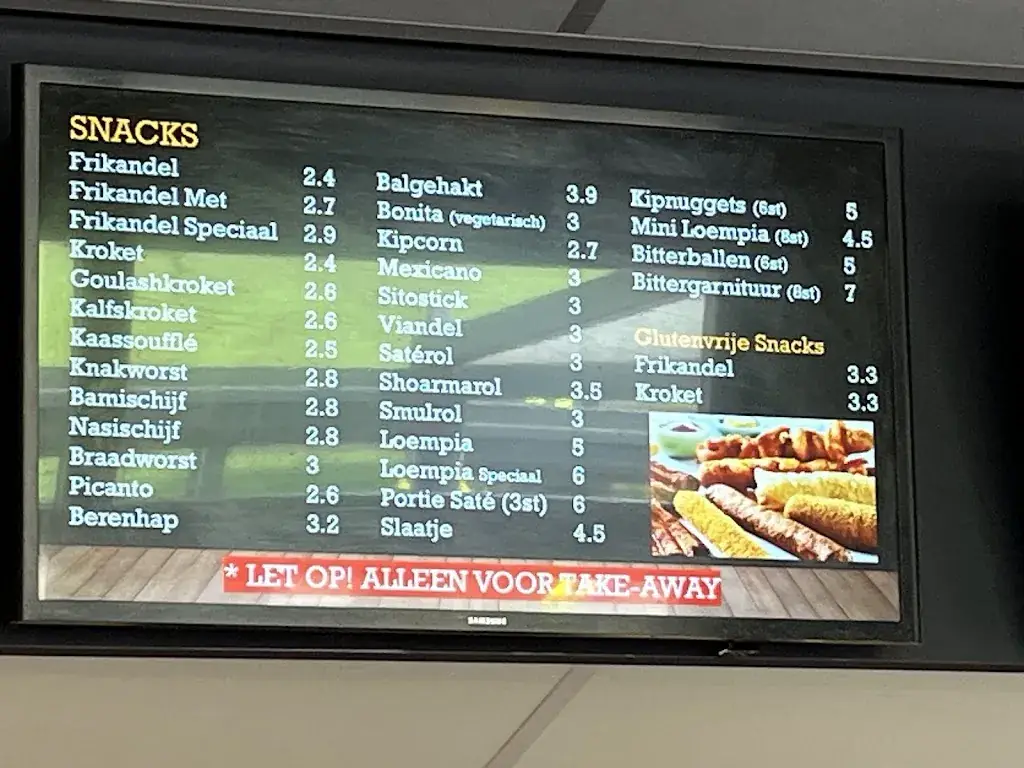 SNACKS
Frikandel 2.4
Frikandel Met 2.7
Frikandel Speciaal 2.9
Kroket 2.4
Goulashkroket 2.6
Kalfskroket 2.6
Kaassoufflé 2.5
Knakworst 2.8
Bamischijf 2.8
Nasischijf 2.8
Braadworst 3
Picanto 2.6
Berenhap 3.2
Balgehakt 3.9
Bonita (vegetarisch) 3
Kipcorn 2.7
Mexicano 3
Sitostick 3
Viandel 3
Satérol 3
Shoarmarol 3.5
Smulrol 3
Loempia 5
Loempia Speciaal 6
Portie Saté (3st) 6
Slaatje 4.5
Kipnuggets (6st) 5
Mini Loempia (8st) 4.5
Bitterballen (6st) 5
Bittergarnituur (8st) 7
Glutenvrije Snacks
Frikandel 3.3
Kroket 3.3
* LET OP! ALLEEN VOOR TAKE-AWAY
SAMSUNG